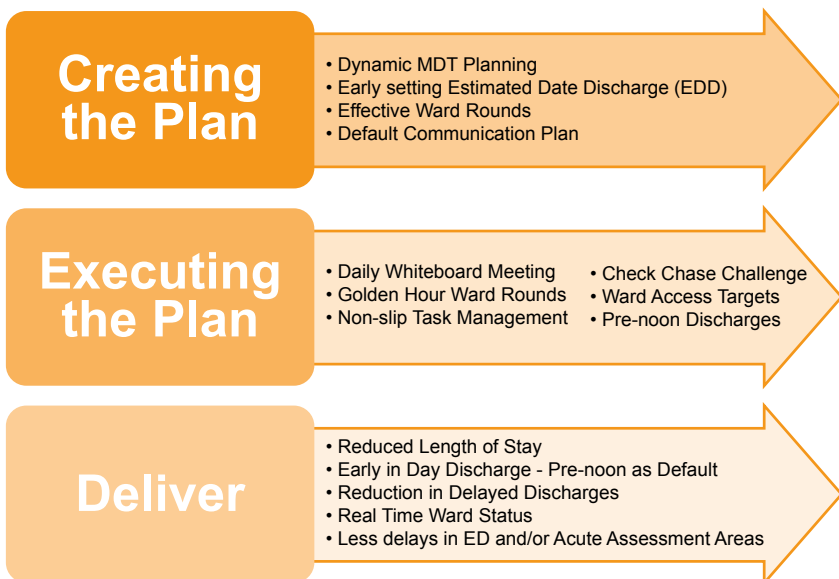 Creating
the Plan
• Dynamic MDT Planning
• Early setting Estimated Date Discharge (EDD)
• Effective Ward Rounds
• Default Communication Plan
Executing
the Plan
• Daily Whiteboard Meeting
• Golden Hour Ward Rounds
• Non-slip Task Management
• Check Chase Challenge
• Ward Access Targets
• Pre-noon Discharges
Deliver
• Reduced Length of Stay
• Early in Day Discharge - Pre-noon as Default
• Reduction in Delayed Discharges
• Real Time Ward Status
• Less delays in ED and/or Acute Assessment Areas